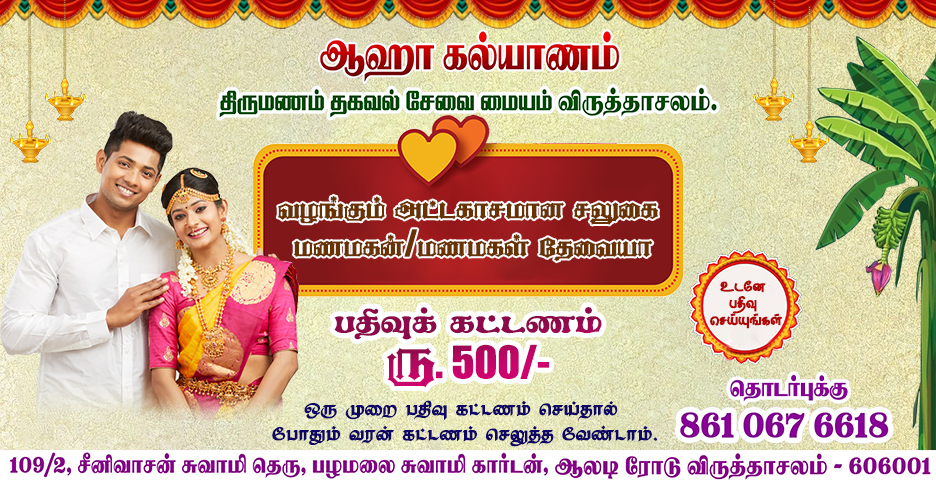 ஆஹா கல்யாணம்
திருமணம் தகவல் சேவை மையம் விருத்தாசலம்.
வழங்கும் அட்டகாசமான சலுகை
மணமகன்/மணமகள் தேவையா
பதிவுக் கட்டணம்
ரூ. 500/-
ஒரு முறை பதிவு கட்டணம் செய்தால்
போதும் வரன் கட்டணம் செலுத்த வேண்டாம்.
உடனே
பதிவு
செய்யுங்கள்
தொடர்புக்கு
861 067 6618
109/2, சீனிவாசன் சுவாமி தெரு, பழமலை சுவாமி கார்டன், ஆலடி ரோடு விருத்தாசலம் - 606001